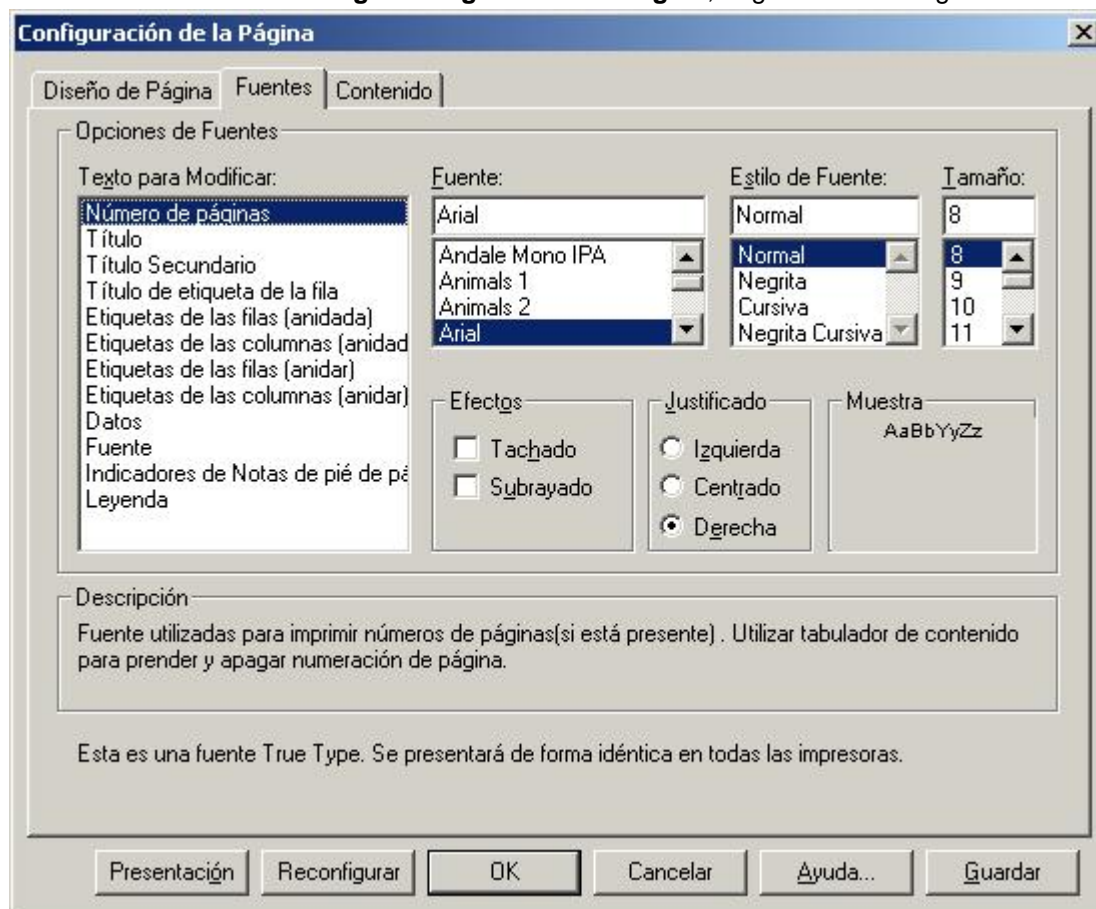 Configuración de la Página
Diseño de Página Fuentes Contenido
Opciones de Fuentes
Texto para Modificar:
Número de páginas
Título
Título Secundario
Título de etiqueta de la fila
Etiquetas de las filas (anidada)
Etiquetas de las columnas (anidad
Etiquetas de las filas (anidar)
Etiquetas de las columnas (anidar)
Datos
Fuente
Indicadores de Notas de pié de pá
Leyenda
Fuente:
Arial
Andale Mono IPA
Animals 1
Animals 2
Arial
Estilo de Fuente:
Normal
Normal
Negrita
Cursiva
Negrita Cursiva
Tamaño:
8
8
9
10
11
Efectos
Tachado
Subrayado
Justificado
Izquierda
Centrado
Derecha
Muestra
AaBbYyZz
Descripción
Fuente utilizadas para imprimir números de páginas(si está presente) . Utilizar tabulador de contenido
para prender y apagar numeración de página.
Esta es una fuente True Type. Se presentará de forma idéntica en todas las impresoras.
Presentación Reconfigurar OK Cancelar Ayuda... Guardar